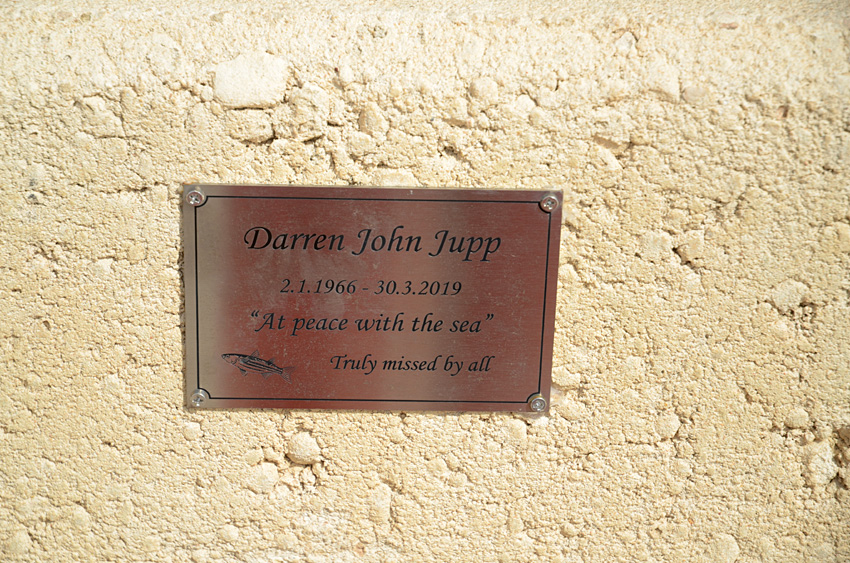 Darren John Jupp
2.1.1966 - 30.3.2019
“At peace with the sea”
Truly missed by all